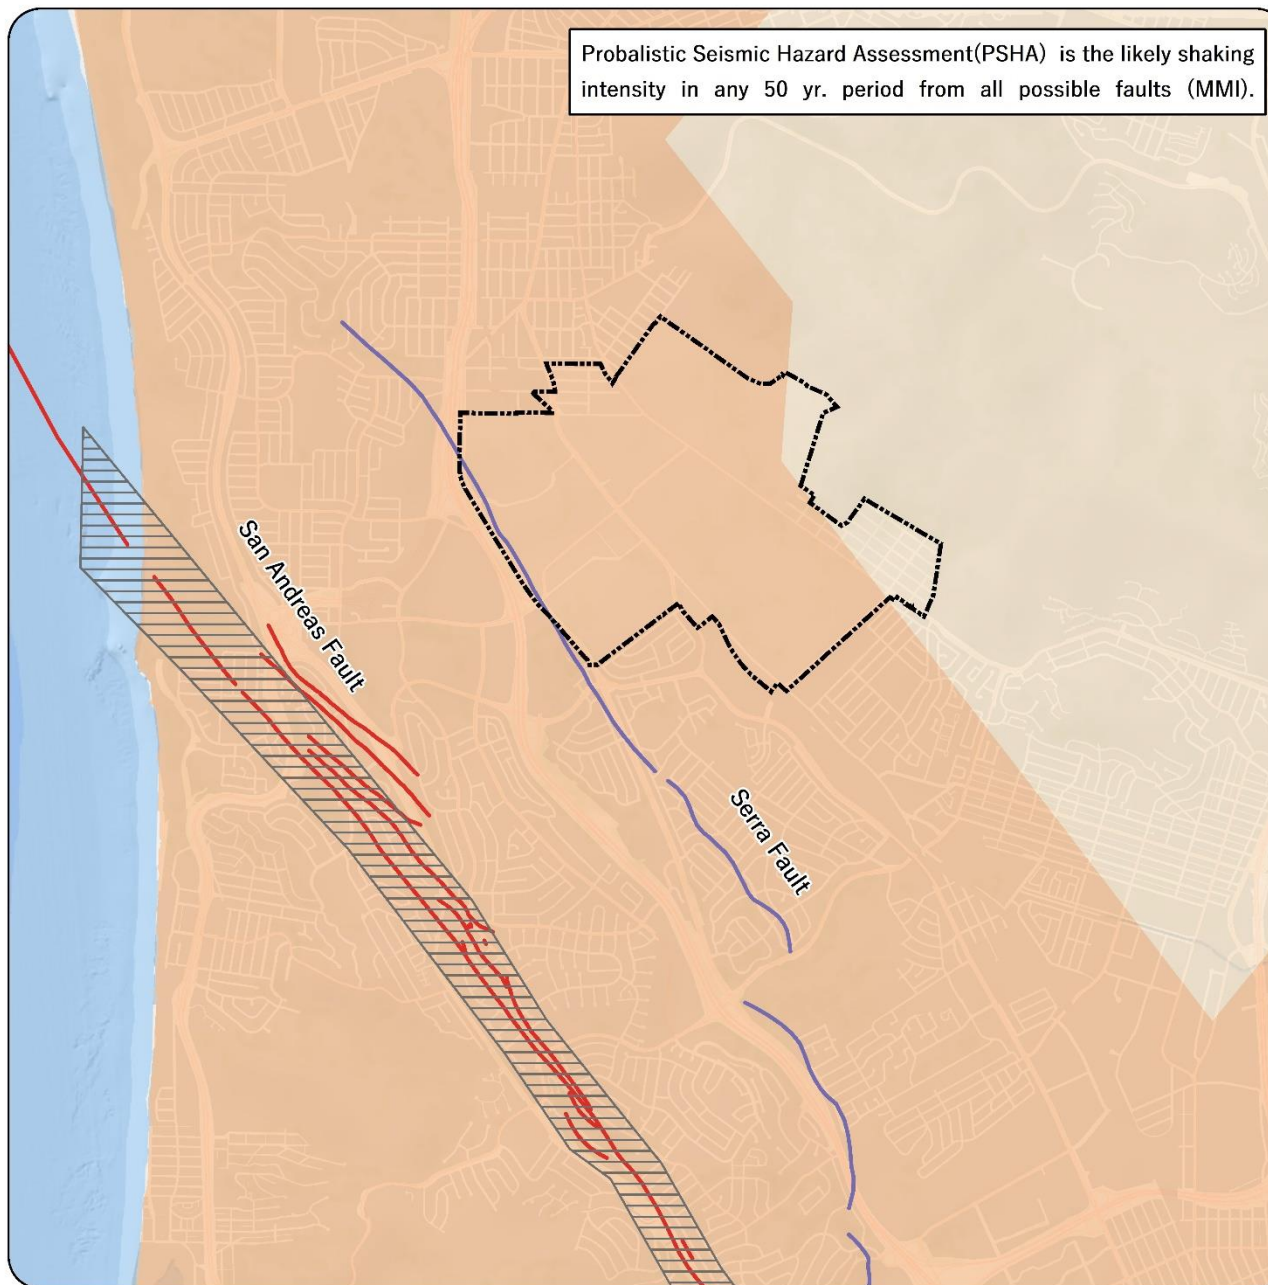 Probalistic Seismic Hazard Assessment(PSHA) is the likely shaking
intensity in any 50 yr. period from all possible faults (MMI).
San Andreas Fault
Serra Fault